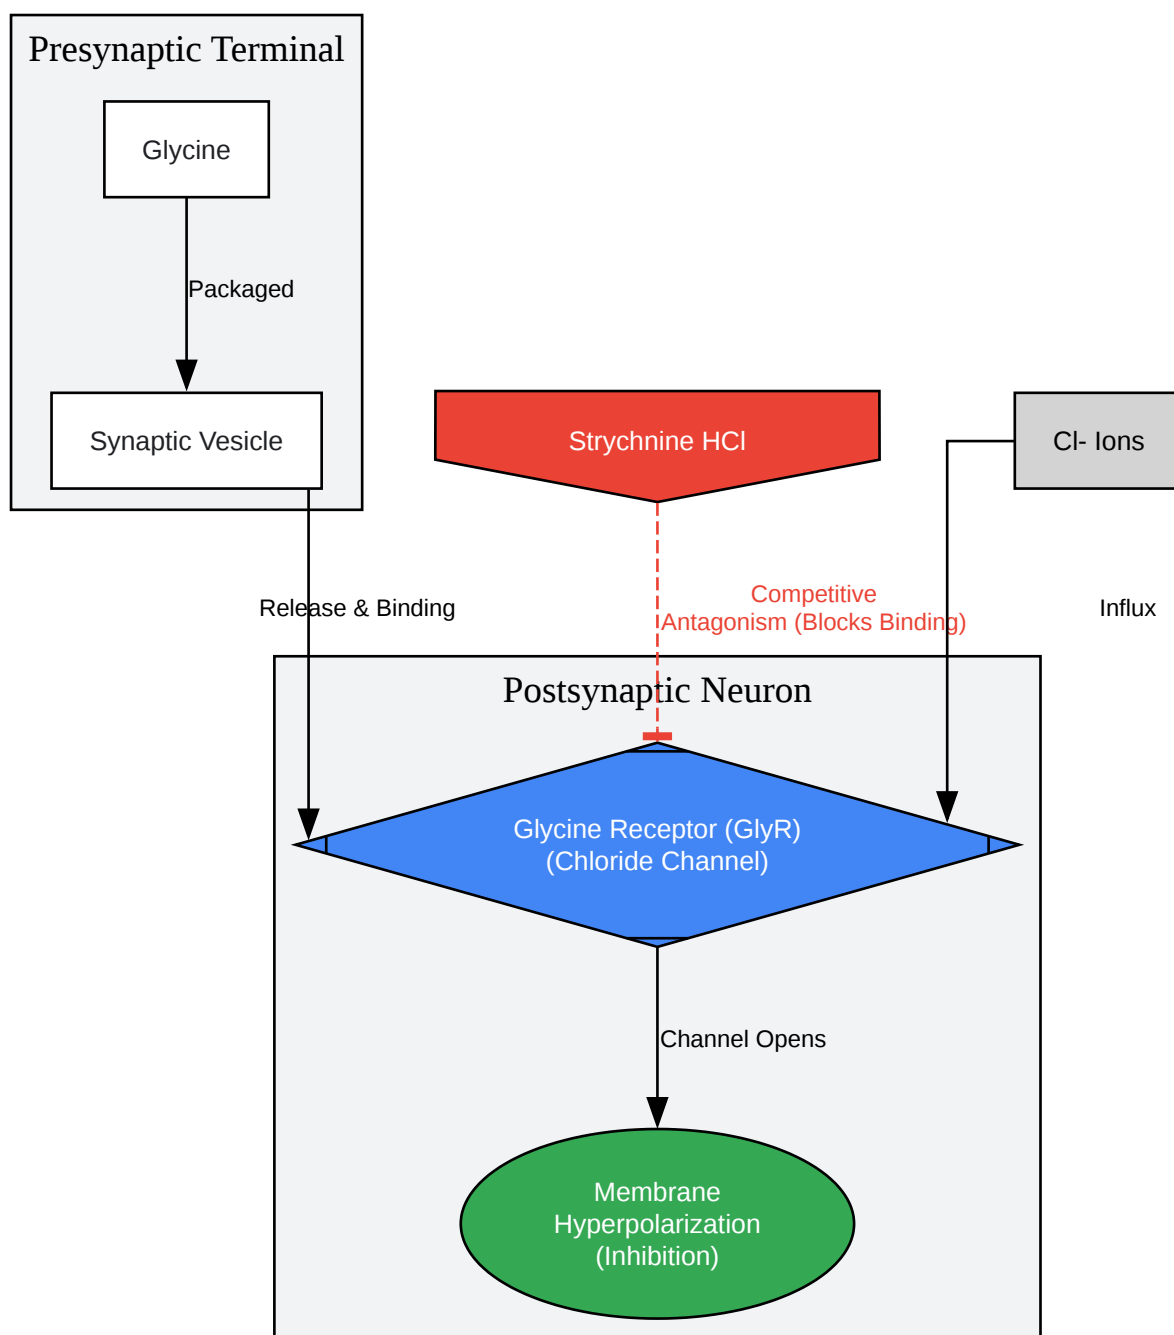 Presynaptic Terminal
Glycine
Packaged
Synaptic Vesicle
Strychnine HCl
Cl- Ions
Release & Binding
Competitive
Antagonism (Blocks Binding)
Influx
Postsynaptic Neuron
Glycine Receptor (GlyR)
(Chloride Channel)
Channel Opens
Membrane
Hyperpolarization
(Inhibition)